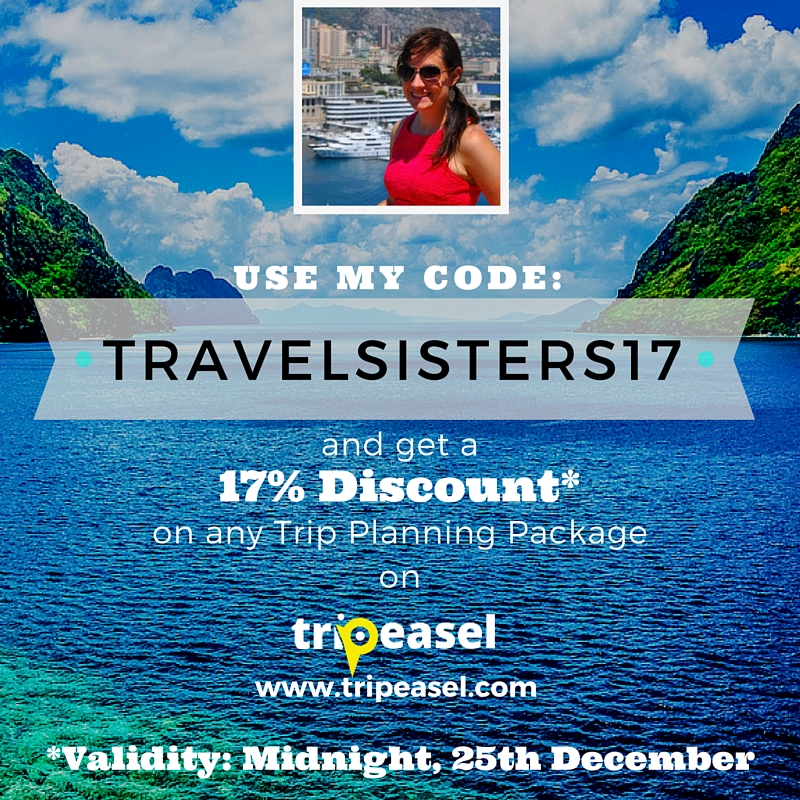 USE MY CODE:
TRAVELSISTERS17
and get a
17% Discount*
on any Trip Planning Package
on
tripeasel
www.tripeasel.com
*Validity: Midnight, 25th December